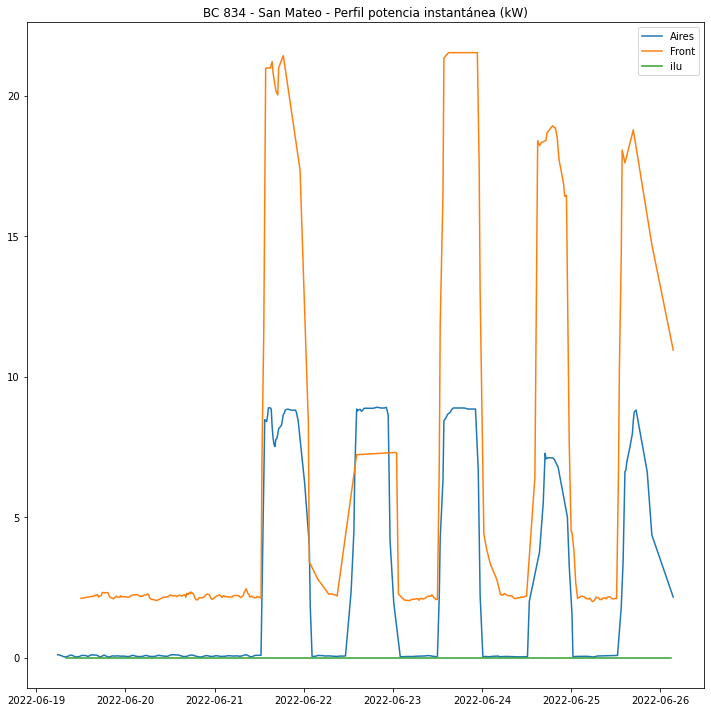 BC 834 - San Mateo - Perfil potencia instantánea (kW)
Aires
Front
ilu
20
15
10
5
0
2022-06-19 2022-06-20 2022-06-21 2022-06-22 2022-06-23 2022-06-24 2022-06-25 2022-06-26